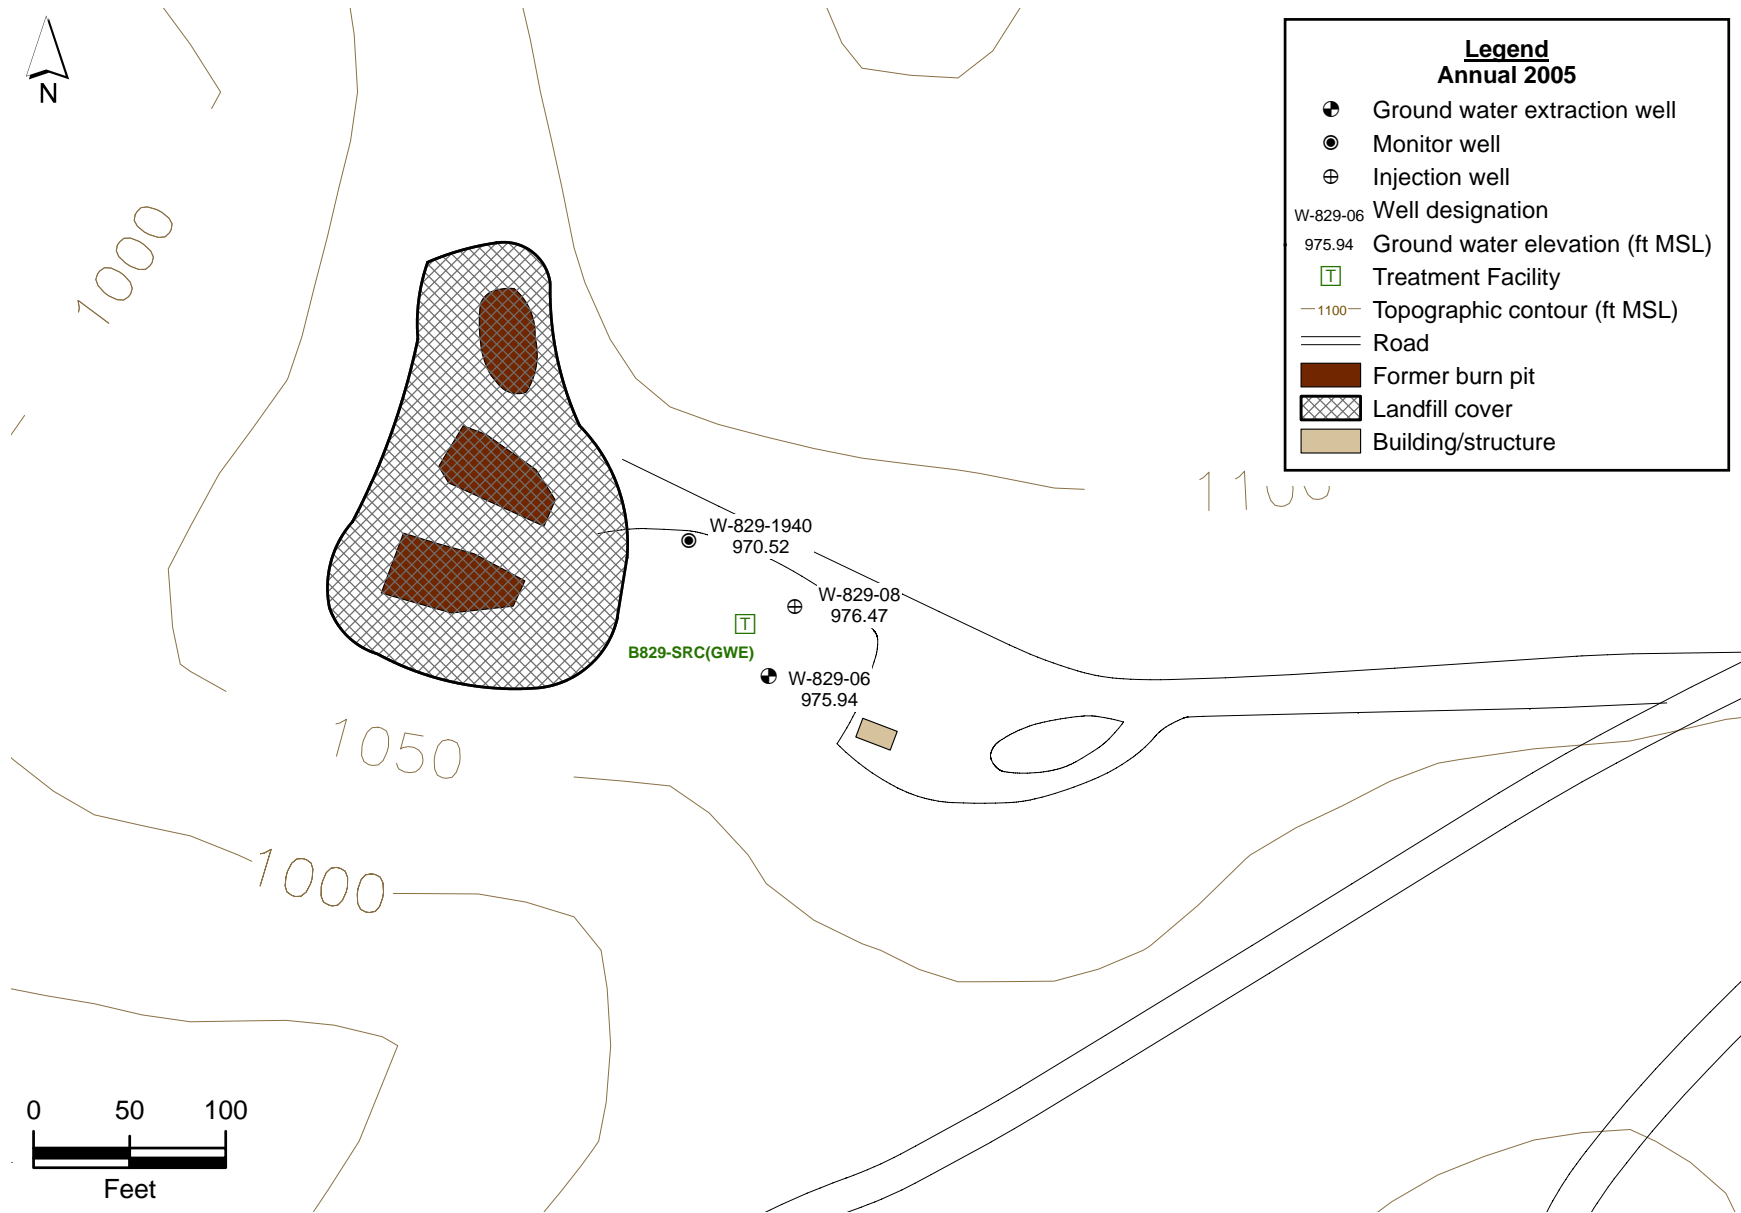 N
Legend
Annual 2005
Ground water extraction well
Monitor well
Injection well
W-829-06 Well designation
975.94 Ground water elevation (ft MSL)
T Treatment Facility
1100 Topographic contour (ft MSL)
Road
Former burn pit
Landfill cover
Building/structure
1000
1100
W-829-1940
970.52
W-829-08
976.47
T
B829-SRC(GWE)
W-829-06
975.94
1050
1000
0 50 100
Feet